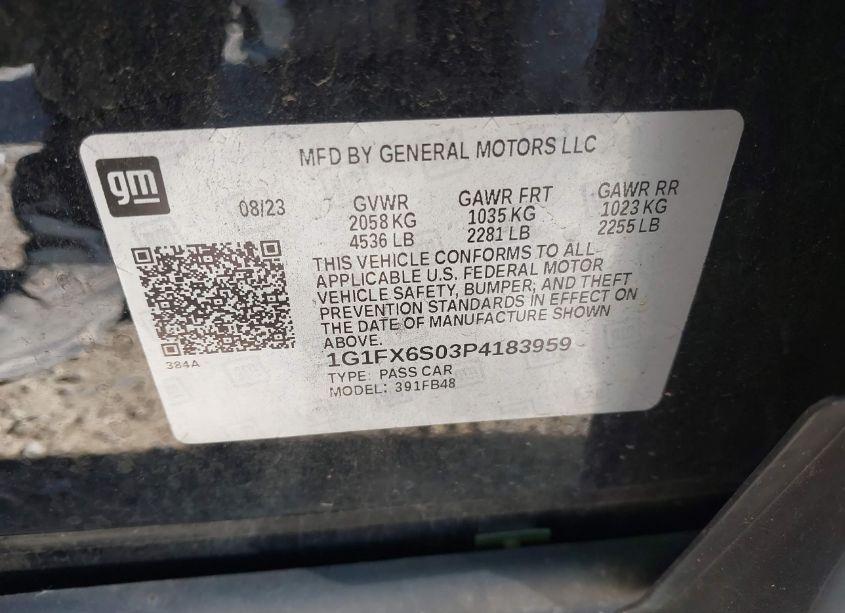 MFD BY GENERAL MOTORS LLC
gm
08/23
GVWR
2058 KG
4536 LB
GAWR FRT
1035 KG
2281 LB
GAWR RR
1023 KG
2255 LB
THIS VEHICLE CONFORMS TO ALL
APPLICABLE U.S. FEDERAL MOTOR
VEHICLE SAFETY, BUMPER, AND THEFT
PREVENTION STANDARDS IN EFFECT ON
THE DATE OF MANUFACTURE SHOWN
ABOVE.
384A
1G1FX6S03P4183959
TYPE: PASS CAR
MODEL: 391FB48